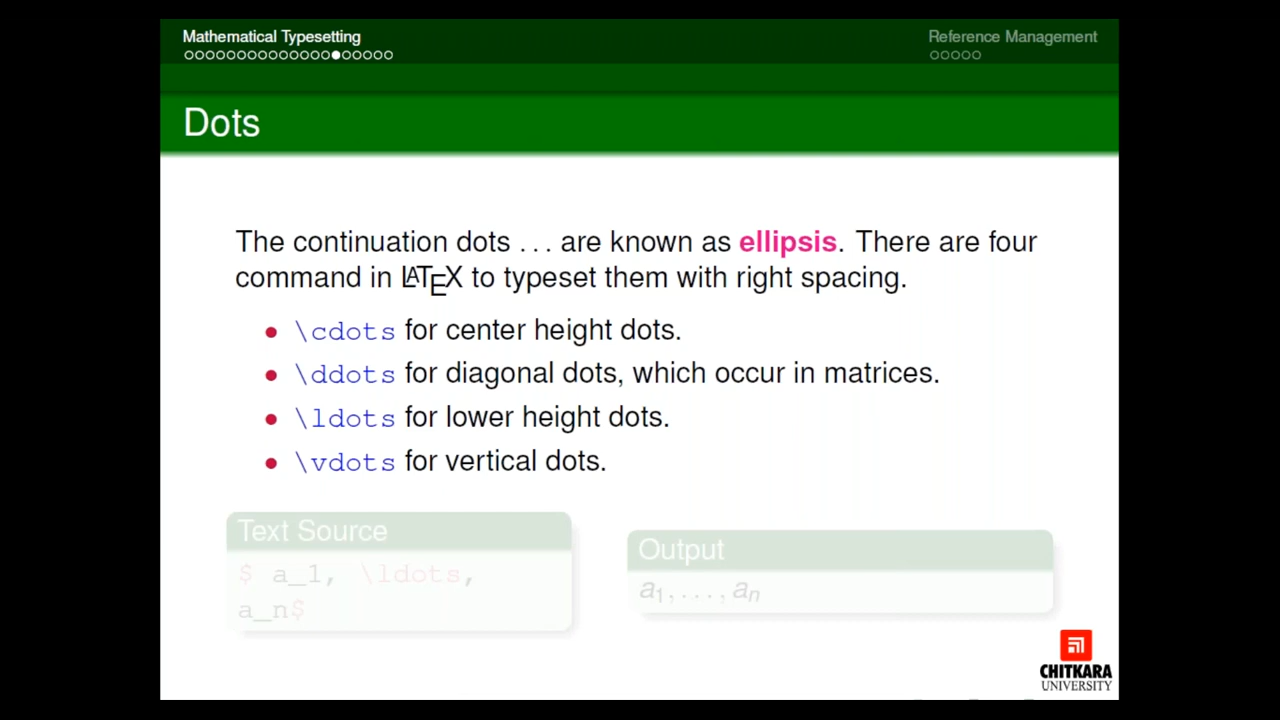 Mathematical Typesetting
Reference Management
Dots
The continuation dots ... are known as ellipsis. There are four
command in LATEX to typeset them with right spacing.
\cdots for center height dots.
\ddots for diagonal dots, which occur in matrices.
\ldots for lower height dots.
\vdots for vertical dots.
Text Source
$ a_1, \ldots,
a_n$
Output
a₁, ..., aₙ
CHITKARA
UNIVERSITY